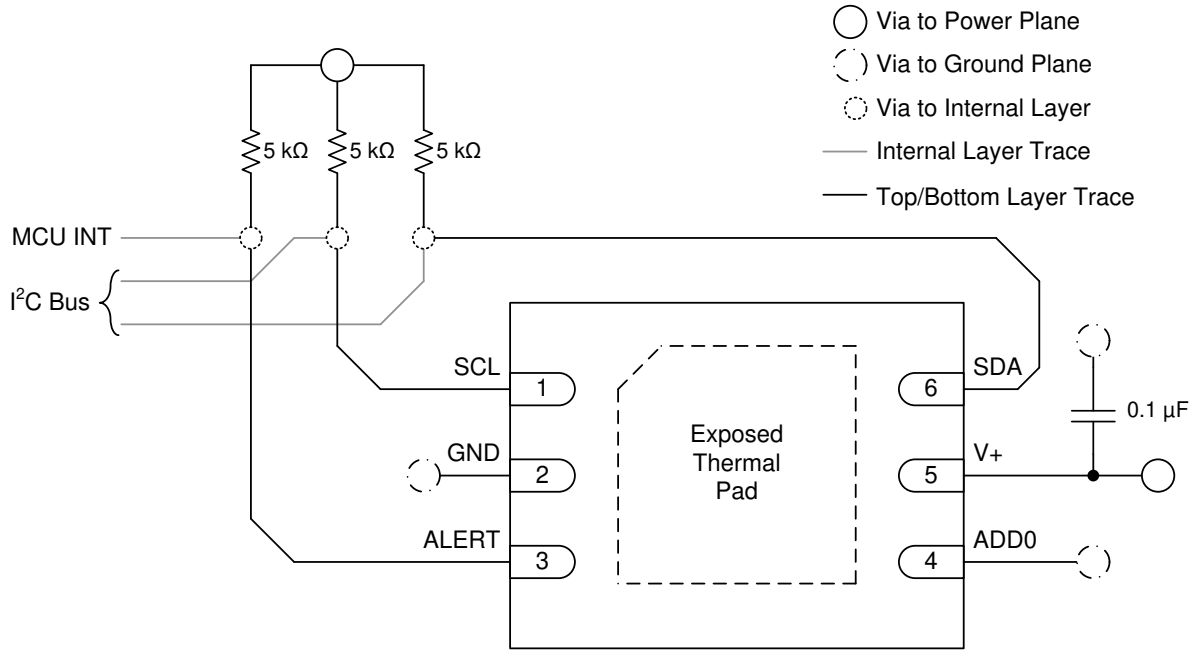 Via to Power Plane
Via to Ground Plane
Via to Internal Layer
Internal Layer Trace
Top/Bottom Layer Trace
5 kΩ 5 kΩ 5 kΩ
MCU INT
I²C Bus
SCL
1
GND
2
ALERT
3
Exposed
Thermal
Pad
SDA
6
V+
5
ADD0
4
0.1 µF